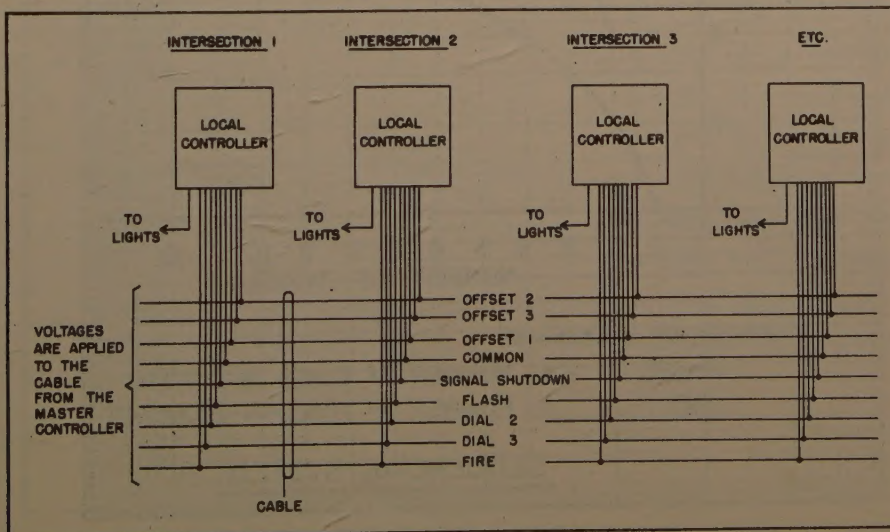 INTERSECTION 1
INTERSECTION 2
INTERSECTION 3
ETC.
LOCAL
CONTROLLER
LOCAL
CONTROLLER
LOCAL
CONTROLLER
LOCAL
CONTROLLER
TO
LIGHTS
TO
LIGHTS
TO
LIGHTS
TO
LIGHTS
VOLTAGES
ARE APPLIED
TO THE
CABLE
FROM THE
MASTER
CONTROLLER
OFFSET 2
OFFSET 3
OFFSET 1
COMMON
SIGNAL SHUTDOWN
FLASH
DIAL 2
DIAL 3
FIRE
CABLE